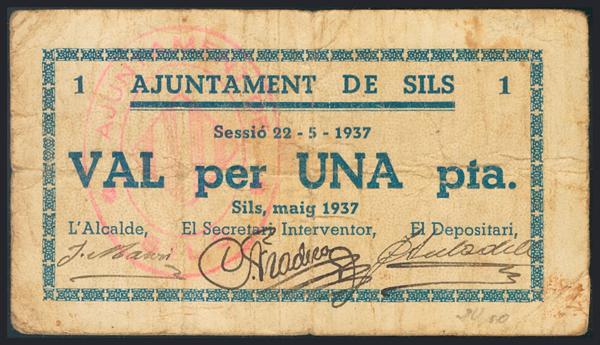 1 AJUNTAMENT DE SILS 1
Sessió 22 - 5 - 1937
VAL per UNA pta.
Sils, maig 1937
L'Alcalde, El Secretari Interventor, El Depositari,